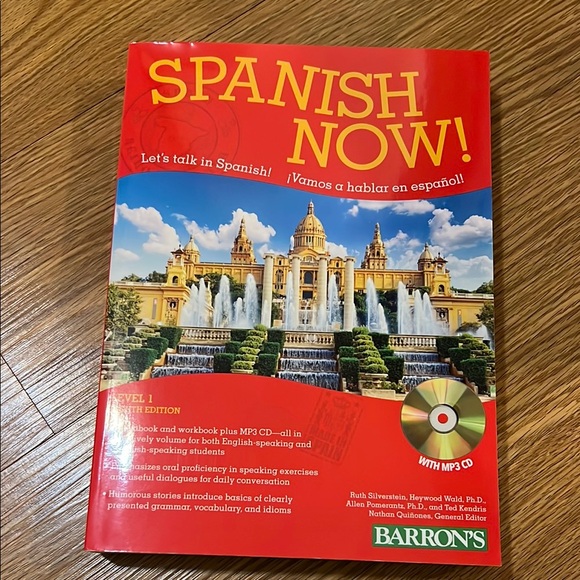 SPANISH
NOW!
Let's talk in Spanish!
¡Vamos a hablar en español!
LEVEL 1
EDITION
and workbook plus MP3 CD—all in
volume for both English-speaking and
speaking students
oral proficiency in speaking exercises
and useful dialogues for daily conversation
• Humorous stories introduce basics of clearly
presented grammar, vocabulary, and idioms
WITH MP3 CD
Ruth Silverstein, Heywood Wald, Ph.D.,
Allen Pomerantz, Ph.D., and Ted Kendris
Nathan Quiñones, General Editor
BARRON'S